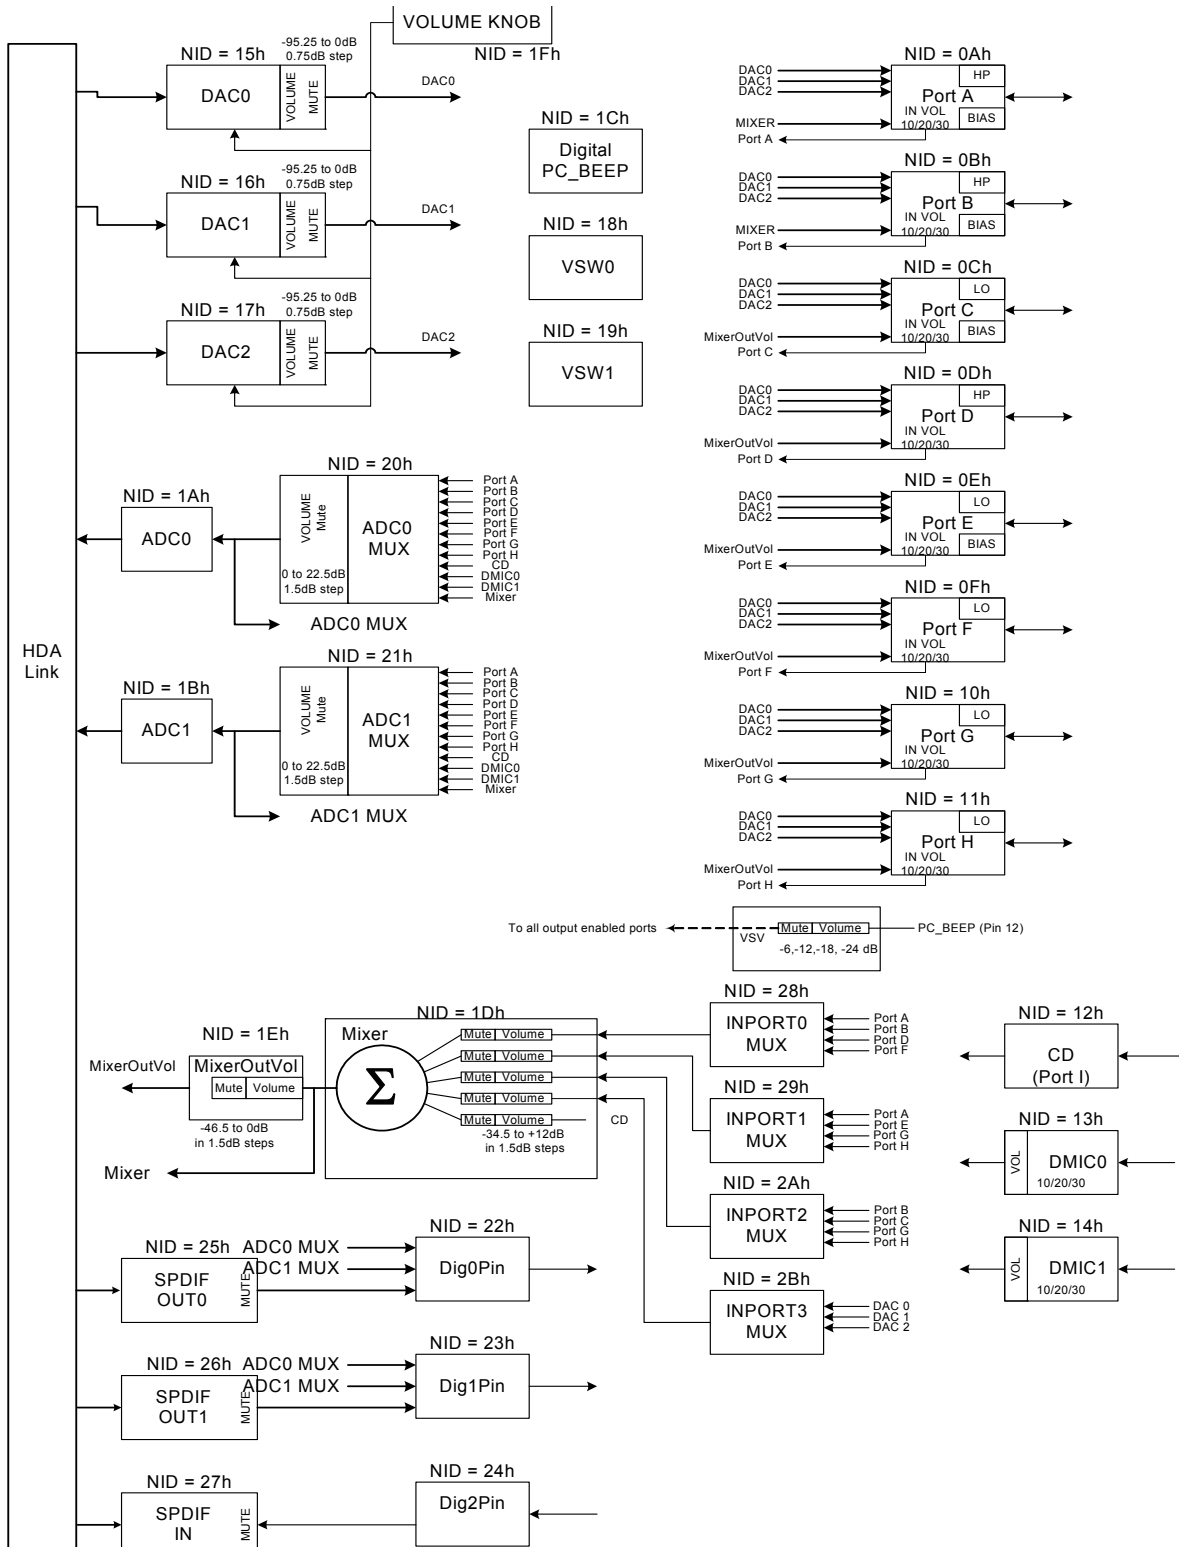 VOLUME KNOB
NID = 1Fh
HDA
Link
NID = 15h
-95.25 to 0dB
0.75dB step
DAC0
VOLUME
MUTE
DAC0
NID = 16h
-95.25 to 0dB
0.75dB step
DAC1
VOLUME
MUTE
DAC1
NID = 17h
-95.25 to 0dB
0.75dB step
DAC2
VOLUME
MUTE
DAC2
NID = 1Ch
Digital
PC_BEEP
NID = 18h
VSW0
NID = 19h
VSW1
NID = 1Ah
ADC0
NID = 20h
VOLUME
Mute
0 to 22.5dB
1.5dB step
ADC0
MUX
Port A
Port B
Port C
Port D
Port E
Port F
Port G
Port H
CD
DMIC0
DMIC1
Mixer
ADC0 MUX
NID = 1Bh
ADC1
NID = 21h
VOLUME
Mute
0 to 22.5dB
1.5dB step
ADC1
MUX
Port A
Port B
Port C
Port D
Port E
Port F
Port G
Port H
CD
DMIC0
DMIC1
Mixer
ADC1 MUX
NID = 0Ah
DAC0
DAC1
DAC2
MIXER
Port A
HP
Port A
IN VOL
10/20/30
BIAS
NID = 0Bh
DAC0
DAC1
DAC2
MIXER
Port B
HP
Port B
IN VOL
10/20/30
BIAS
NID = 0Ch
DAC0
DAC1
DAC2
MixerOutVol
Port C
LO
Port C
IN VOL
10/20/30
BIAS
NID = 0Dh
DAC0
DAC1
DAC2
MixerOutVol
Port D
HP
Port D
IN VOL
10/20/30
NID = 0Eh
DAC0
DAC1
DAC2
MixerOutVol
Port E
LO
Port E
IN VOL
10/20/30
BIAS
NID = 0Fh
DAC0
DAC1
DAC2
MixerOutVol
Port F
LO
Port F
IN VOL
10/20/30
NID = 10h
DAC0
DAC1
DAC2
MixerOutVol
Port G
LO
Port G
IN VOL
10/20/30
NID = 11h
DAC0
DAC1
DAC2
MixerOutVol
Port H
LO
Port H
IN VOL
10/20/30
To all output enabled ports
VSV
Mute Volume
-6,-12,-18, -24 dB
PC_BEEP (Pin 12)
NID = 1Eh
MixerOutVol
MixerOutVol
Mute Volume
-46.5 to 0dB
in 1.5dB steps
Mixer
NID = 1Dh
Mixer
Σ
Mute Volume
Mute Volume
Mute Volume
Mute Volume
Mute Volume
-34.5 to +12dB
in 1.5dB steps
CD
NID = 28h
INPORT0
MUX
Port A
Port B
Port D
Port F
NID = 29h
INPORT1
MUX
Port A
Port E
Port G
Port H
NID = 2Ah
INPORT2
MUX
Port B
Port C
Port G
Port H
NID = 2Bh
INPORT3
MUX
DAC 0
DAC 1
DAC 2
NID = 12h
CD
(Port I)
NID = 13h
VOL
DMIC0
10/20/30
NID = 14h
VOL
DMIC1
10/20/30
NID = 25h
SPDIF
OUT0
MUTE
ADC0 MUX
ADC1 MUX
NID = 22h
Dig0Pin
NID = 26h
SPDIF
OUT1
MUTE
ADC0 MUX
ADC1 MUX
NID = 23h
Dig1Pin
NID = 27h
SPDIF
IN
MUTE
NID = 24h
Dig2Pin